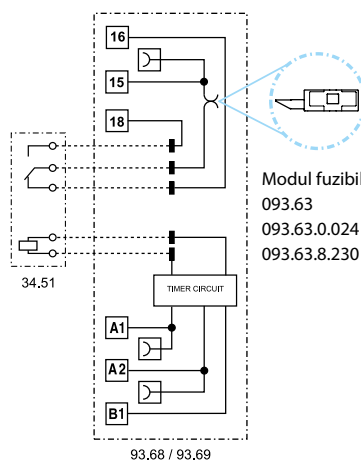 16
15
18
Modul fuzibil
093.63
093.63.0.024
093.63.8.230
34.51
TIMER CIRCUIT
A1
A2
B1
93.68 / 93.69